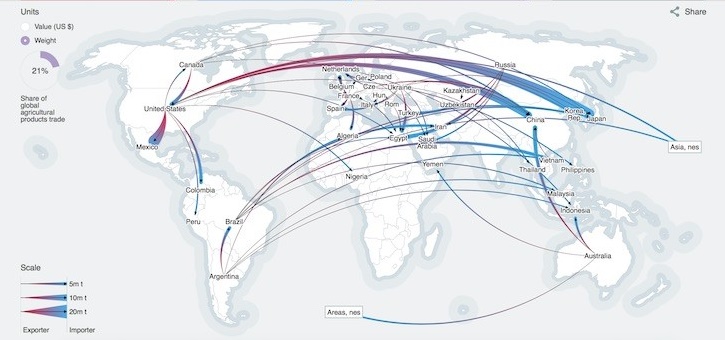 Units
Value (US $)
Weight
21%
Share of
global
agricultural
products trade
Share
Canada
United States
Mexico
Colombia
Peru
Brazil
Argentina
Netherlands
Ger
Poland
Belgium
Cze
Ukraine
France
Hun
Spain
Italy
Rom
Turkey
Algeria
Egypt
Iran
Saudi
Arabia
Yemen
Nigeria
Russia
Kazakhstan
Uzbekistan
China
Korea,
Rep
Japan
Asia, nes
Vietnam
Thailand
Philippines
Malaysia
Indonesia
Australia
Areas, nes
Scale
5m t
10m t
20m t
Exporter
Importer